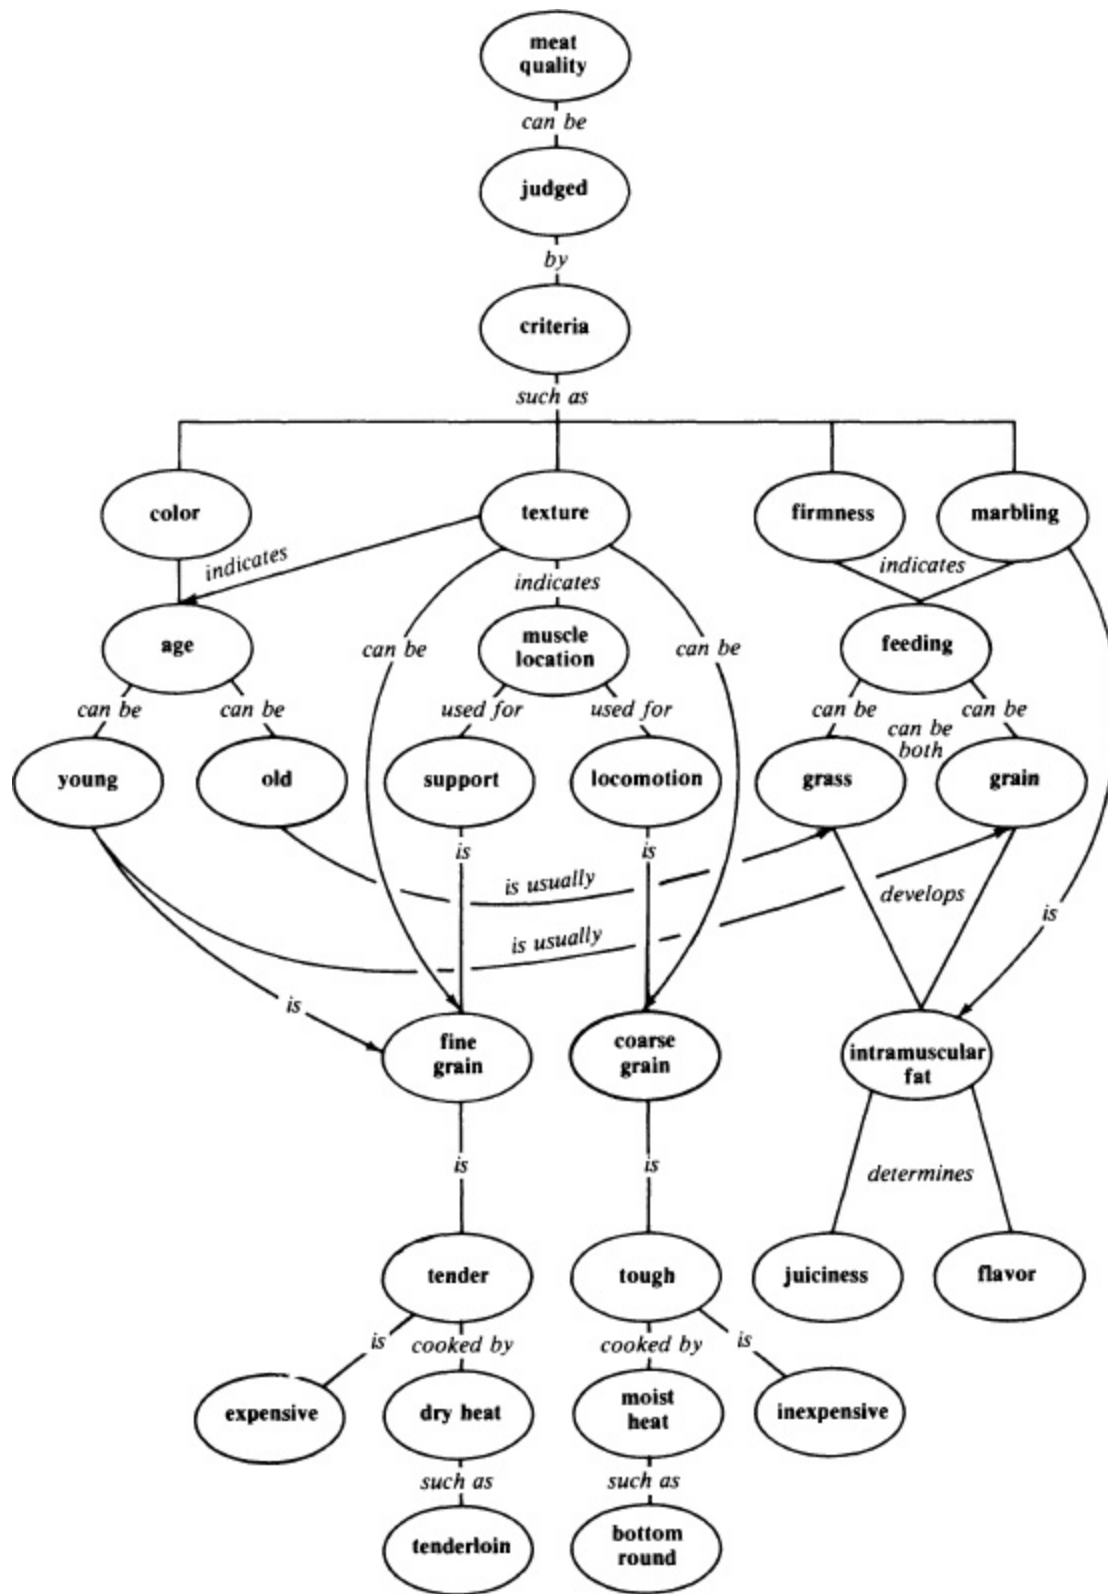 meat
quality
can be
judged
by
criteria
such as
color
texture
firmness
marbling
indicates
indicates
indicates
age
can be
muscle
location
can be
feeding
can be
can be
used for
used for
can be
can be
can be
both
young
old
support
locomotion
grass
grain
is
is
is usually
develops
is
is usually
is
fine
grain
coarse
grain
intramuscular
fat
is
is
determines
tender
tough
juiciness
flavor
is
cooked by
cooked by
is
expensive
dry heat
moist
heat
inexpensive
such as
such as
tenderloin
bottom
round